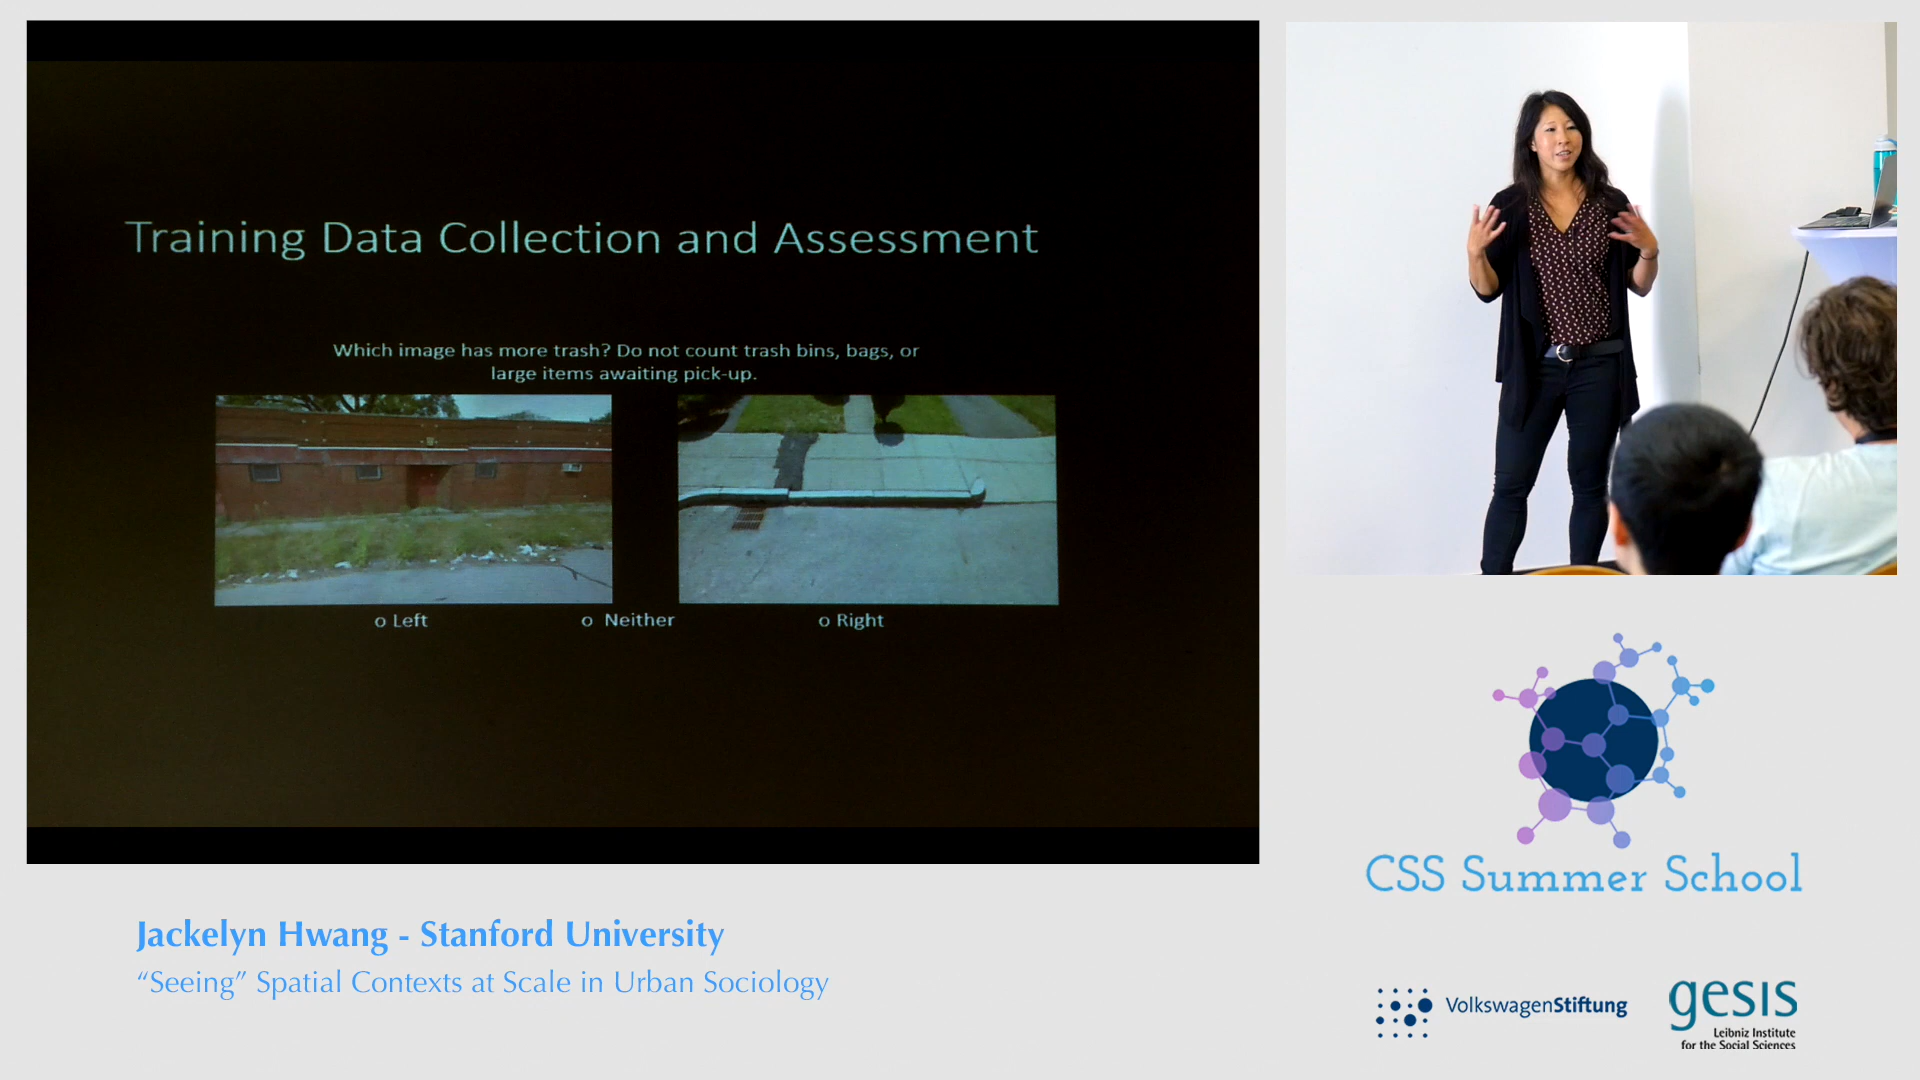 Training Data Collection and Assessment
Which image has more trash? Do not count trash bins, bags, or
large items awaiting pick-up.
o Left
o Neither
o Right
CSS Summer School
Jackelyn Hwang - Stanford University
“Seeing” Spatial Contexts at Scale in Urban Sociology
VolkswagenStiftung
gesis
Leibniz Institute
for the Social Sciences